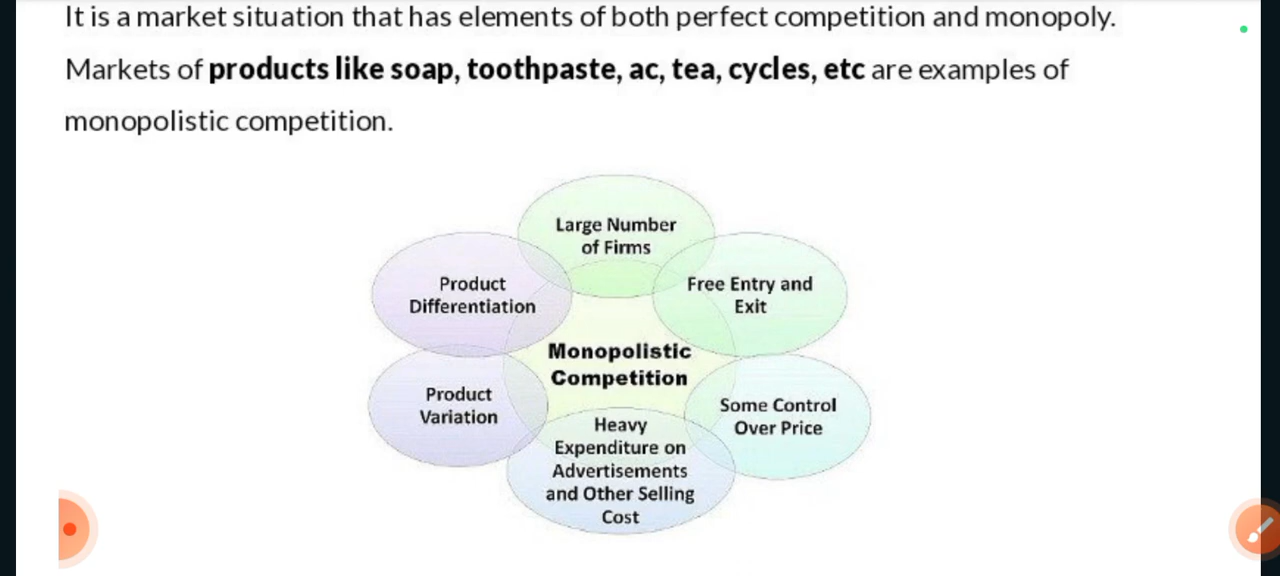 It is a market situation that has elements of both perfect competition and monopoly.
Markets of products like soap, toothpaste, ac, tea, cycles, etc are examples of
monopolistic competition.
Large Number
of Firms
Product
Differentiation
Free Entry and
Exit
Monopolistic
Competition
Product
Variation
Some Control
Over Price
Heavy
Expenditure on
Advertisements
and Other Selling
Cost